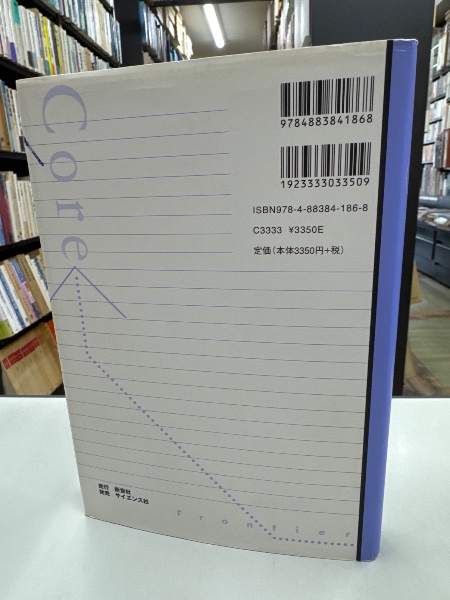 Core
9784883841868
1923333033509
ISBN978-4-88384-186-8
C3333 ¥3350E
定価(本体3350円+税)
発行 新世社
発売 サイエンス社
Frontier